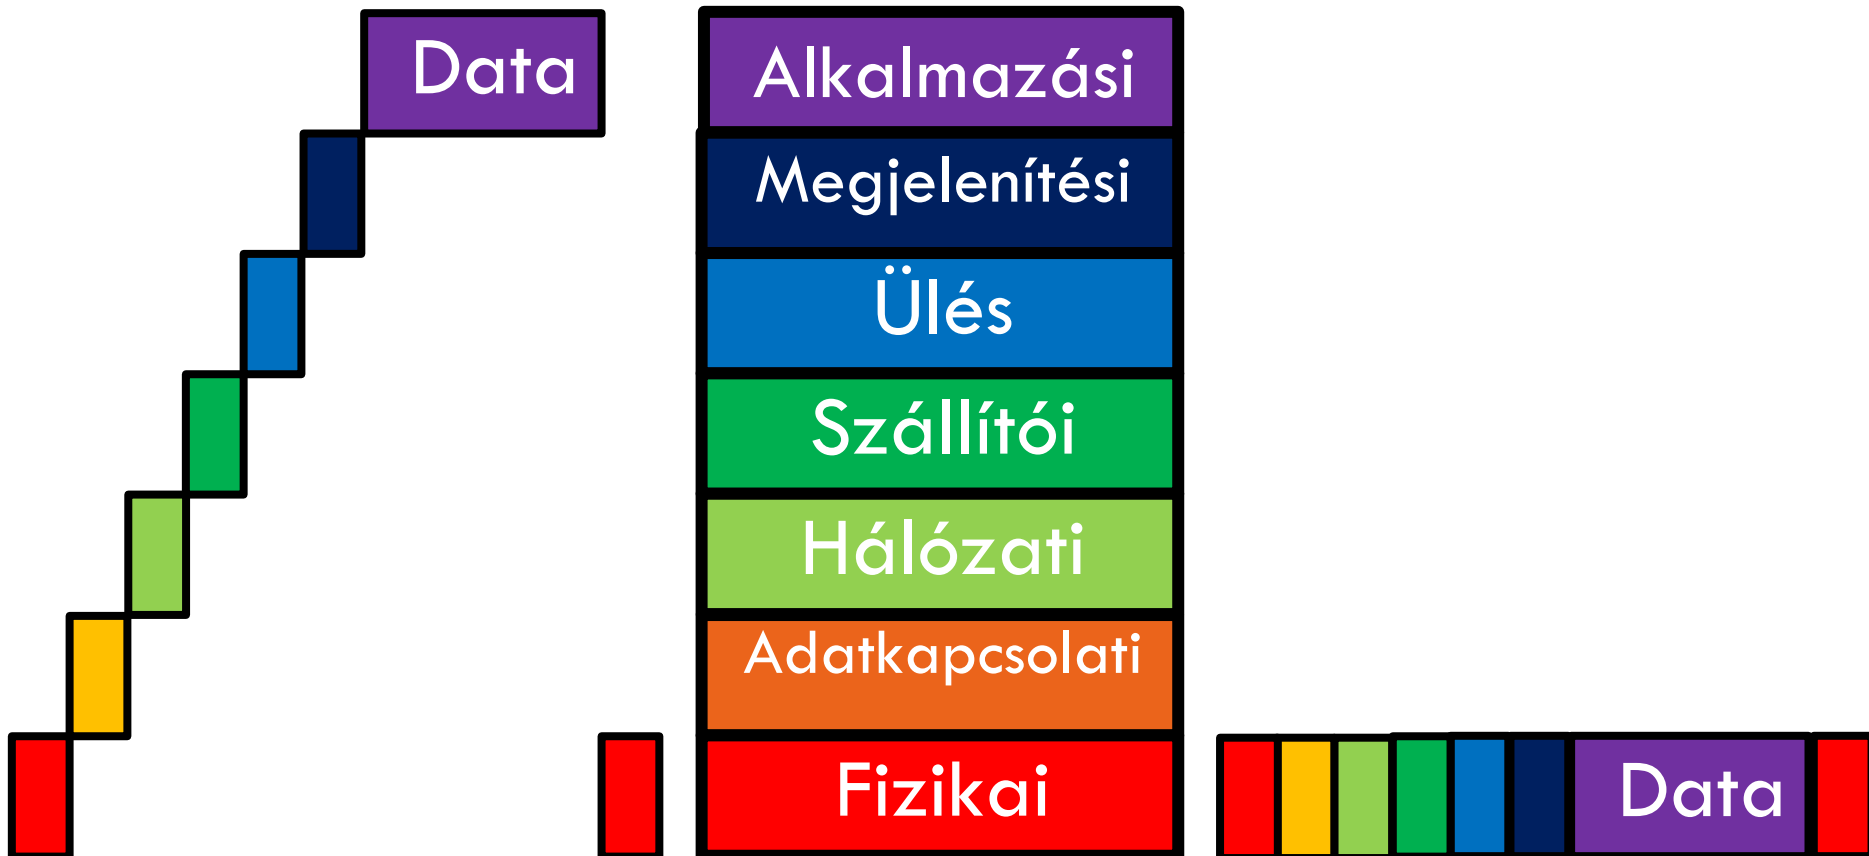 Data
Alkalmazási
Megjelenítési
Ülés
Szállítói
Hálózati
Adatkapcsolati
Fizikai
Data